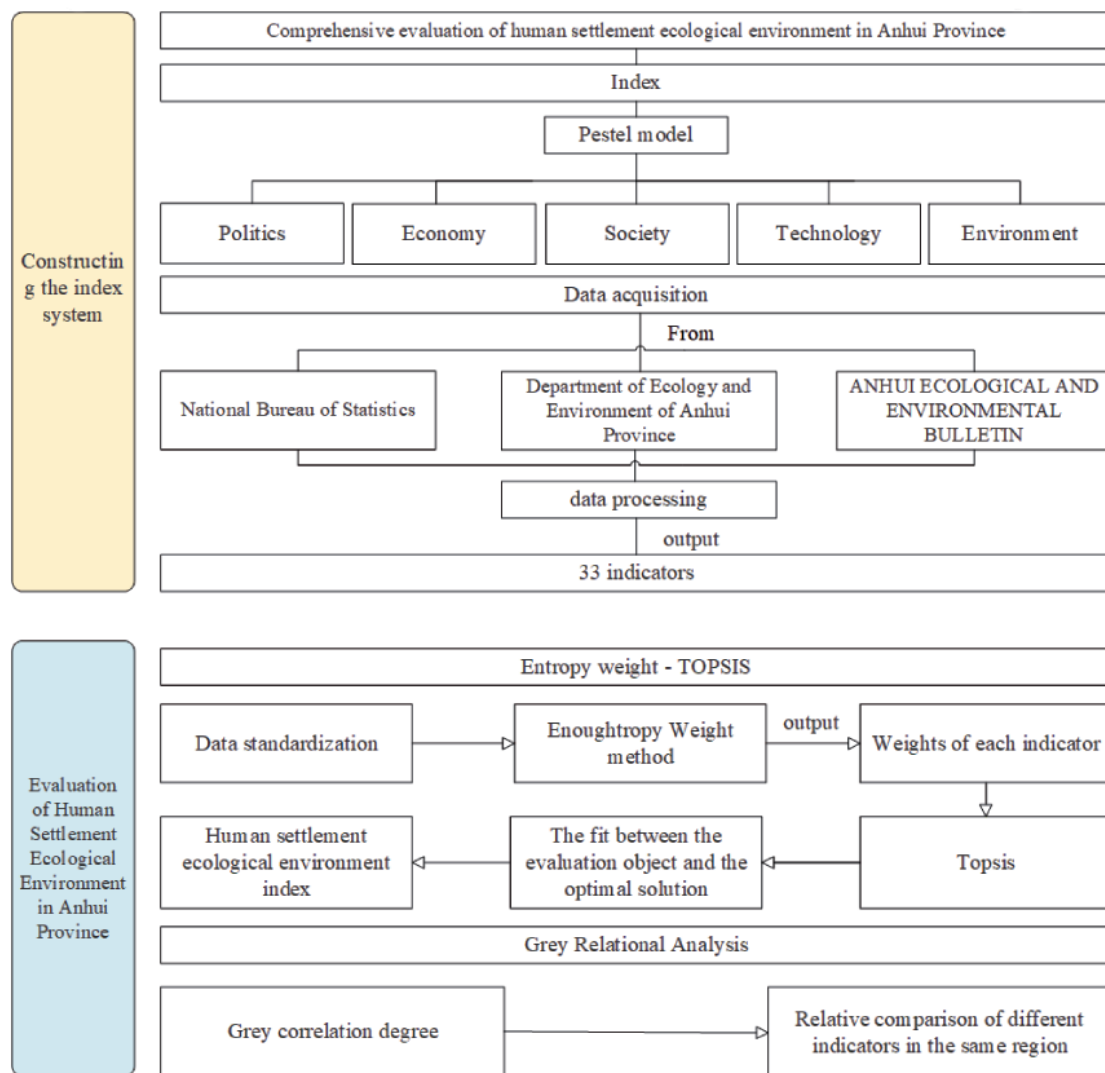 Comprehensive evaluation of human settlement ecological environment in Anhui Province
Index
Pestel model
Politics
Economy
Society
Technology
Environment
Constructin
g the index
system
Data acquisition
From
National Bureau of Statistics
Department of Ecology and
Environment of Anhui
Province
ANHUI ECOLOGICAL AND
ENVIRONMENTAL
BULLETIN
data processing
output
33 indicators
Entropy weight - TOPSIS
Data standardization
Enoughtropy Weight
method
output
Weights of each indicator
Evaluation
of Human
Settlement
Ecological
Environment
in Anhui
Province
Human settlement
ecological environment
index
The fit between the
evaluation object and the
optimal solution
Topsis
Grey Relational Analysis
Grey correlation degree
Relative comparison of different
indicators in the same region